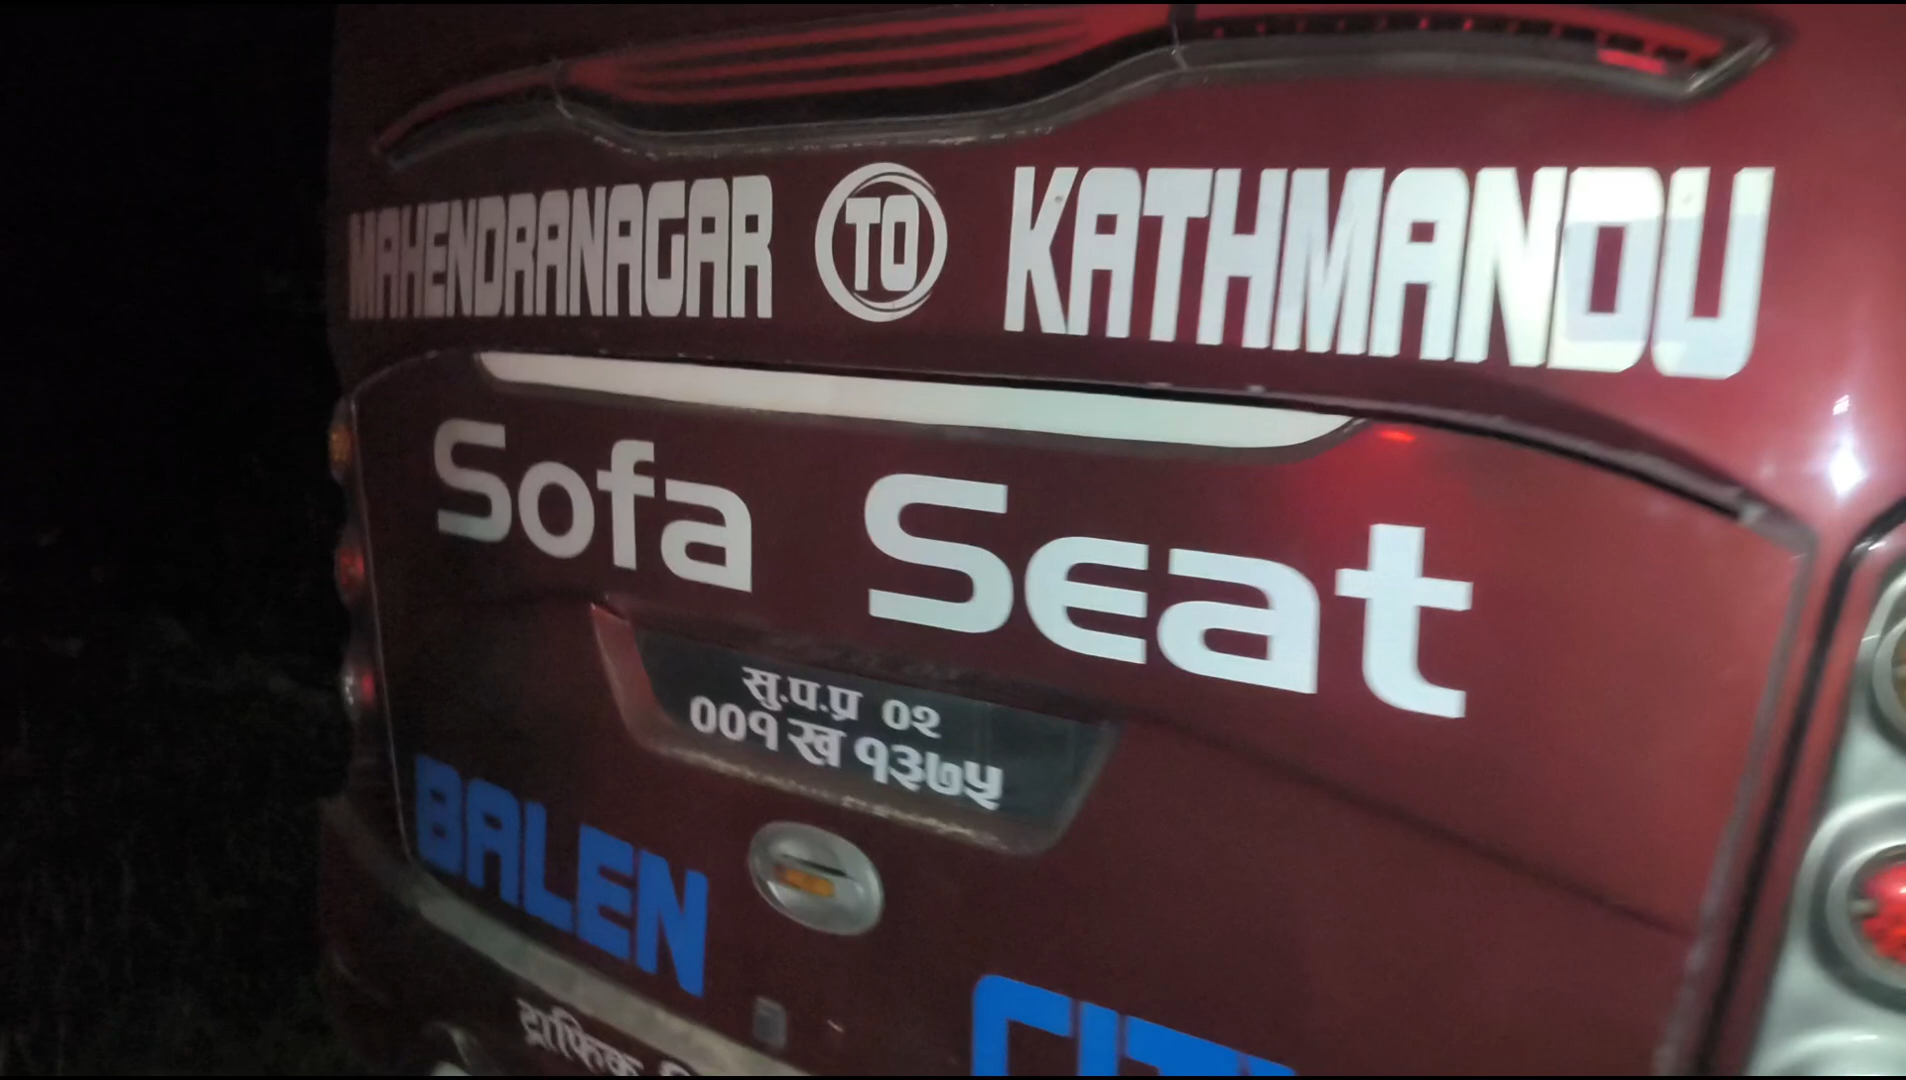 MAHENDRANAGAR TO KATHMANDU
Sofa Seat
सु.प.प्र ०२
००१ ख १३७५
BALEN
ट्राफिक